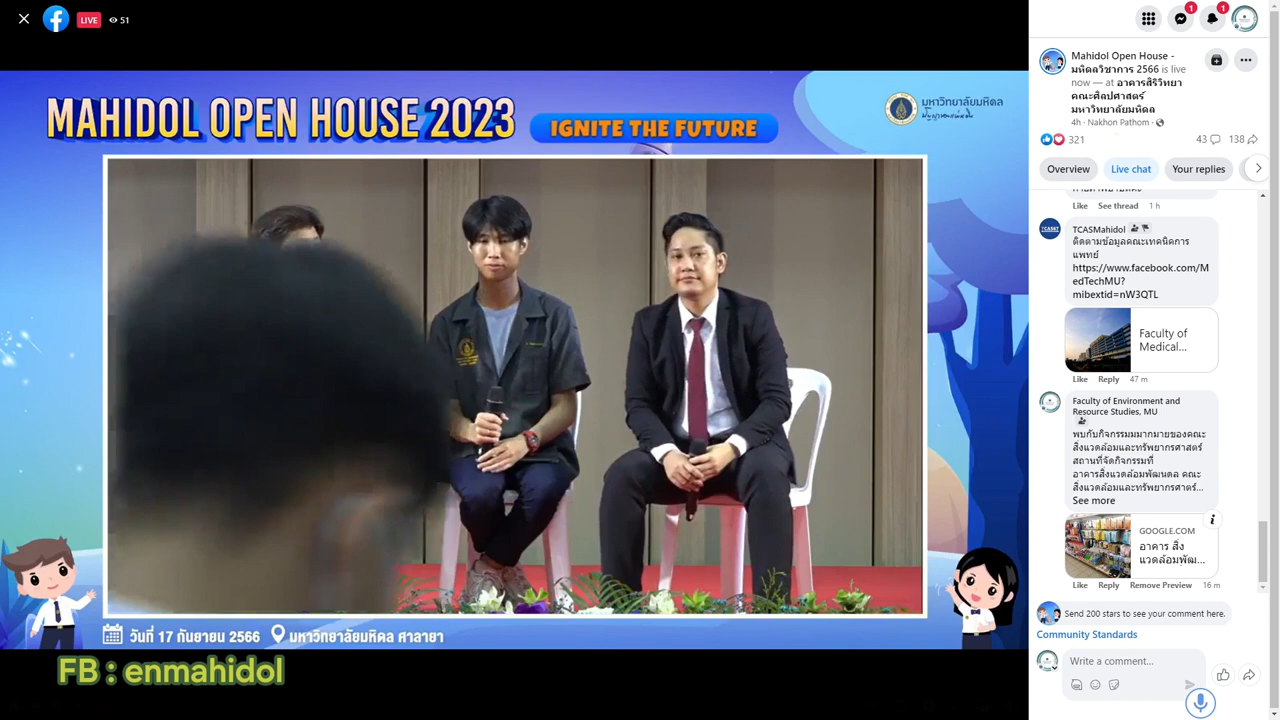 LIVE
51
MAHIDOL OPEN HOUSE 2023
IGNITE THE FUTURE
มหาวิทยาลัยมหิดล
ปัญญาของแผ่นดิน
วันที่ 17 กันยายน 2566
มหาวิทยาลัยมหิดล ศาลายา
FB : enmahidol
1
1
Mahidol Open House -
มหิดลวิชาการ 2566 is live
now — at อาคารสิริวิทยา
คณะศิลปศาสตร์
มหาวิทยาลัยมหิดล
4h · Nakhon Pathom ·
321
43
138
Overview
Live chat
Your replies
Like
See thread
1 h
TCASMahidol
ติดตามข้อมูลคณะเทคนิคการ
แพทย์
https://www.facebook.com/M
edTechMU?
mibextid=nW3QTL
Faculty of
Medical...
Like
Reply
47 m
Faculty of Environment and
Resource Studies, MU
พบกับกิจกรรมมมากมายของคณะ
สิ่งแวดล้อมและทรัพยากรศาสตร์
สถานที่จัดกิจกรรมที่
อาคารสิ่งแวดล้อมพัฒนดล คณะ
สิ่งแวดล้อมและทรัพยากรศาตร์...
See more
GOOGLE.COM
อาคาร สิ่ง
แวดล้อมพัฒ...
Like
Reply
Remove Preview
16 m
Send 200 stars to see your comment here.
Community Standards
Write a comment...